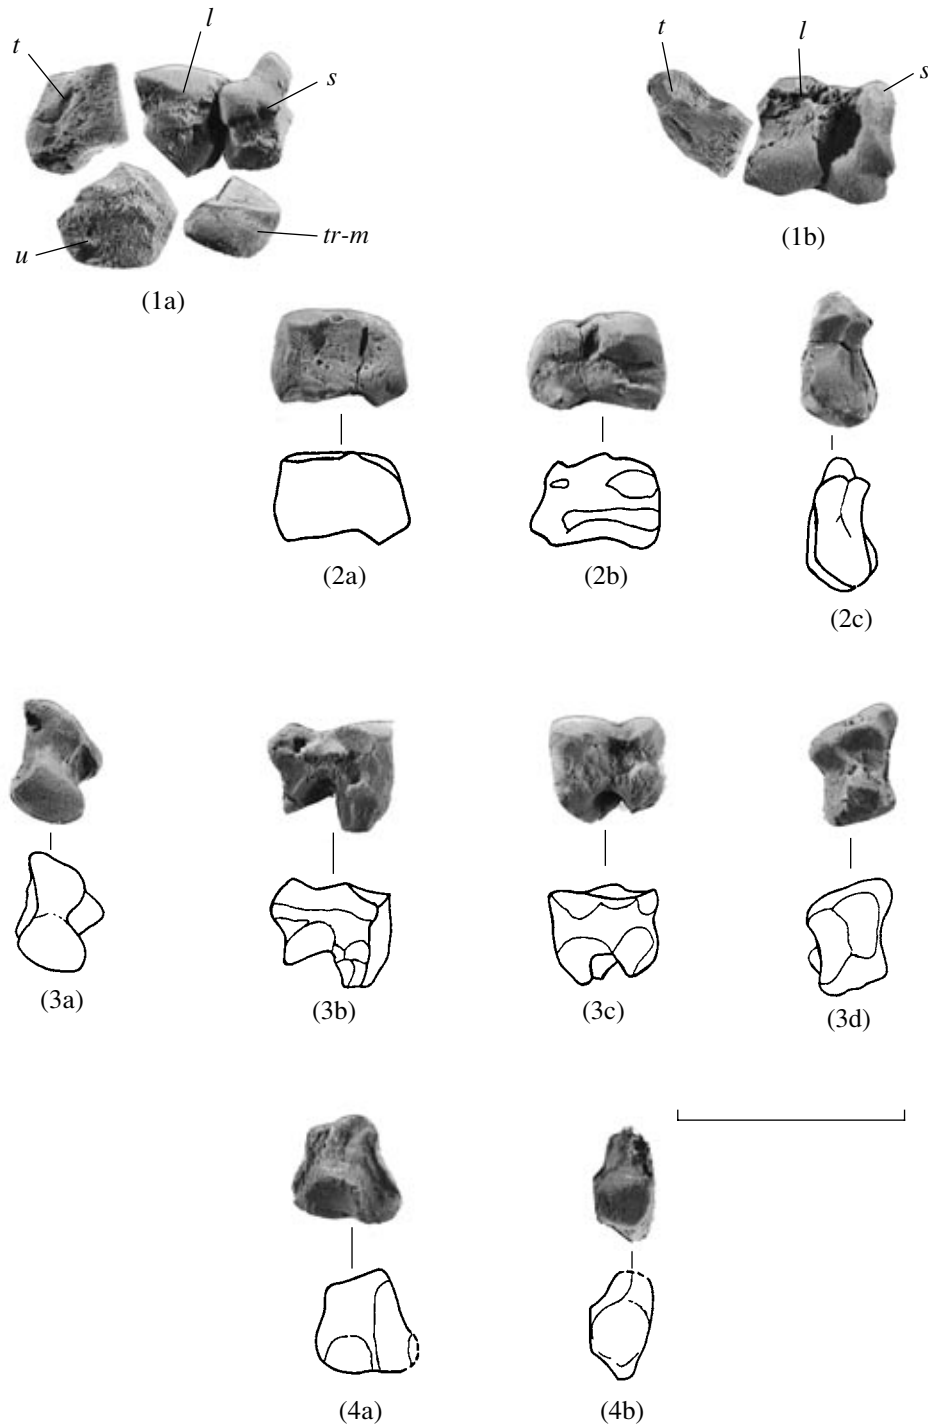 t
l
s
u
tr-m
(1a)
t
l
s
(1b)
(2a)
(2b)
(2c)
(3a)
(3b)
(3c)
(3d)
(4a)
(4b)